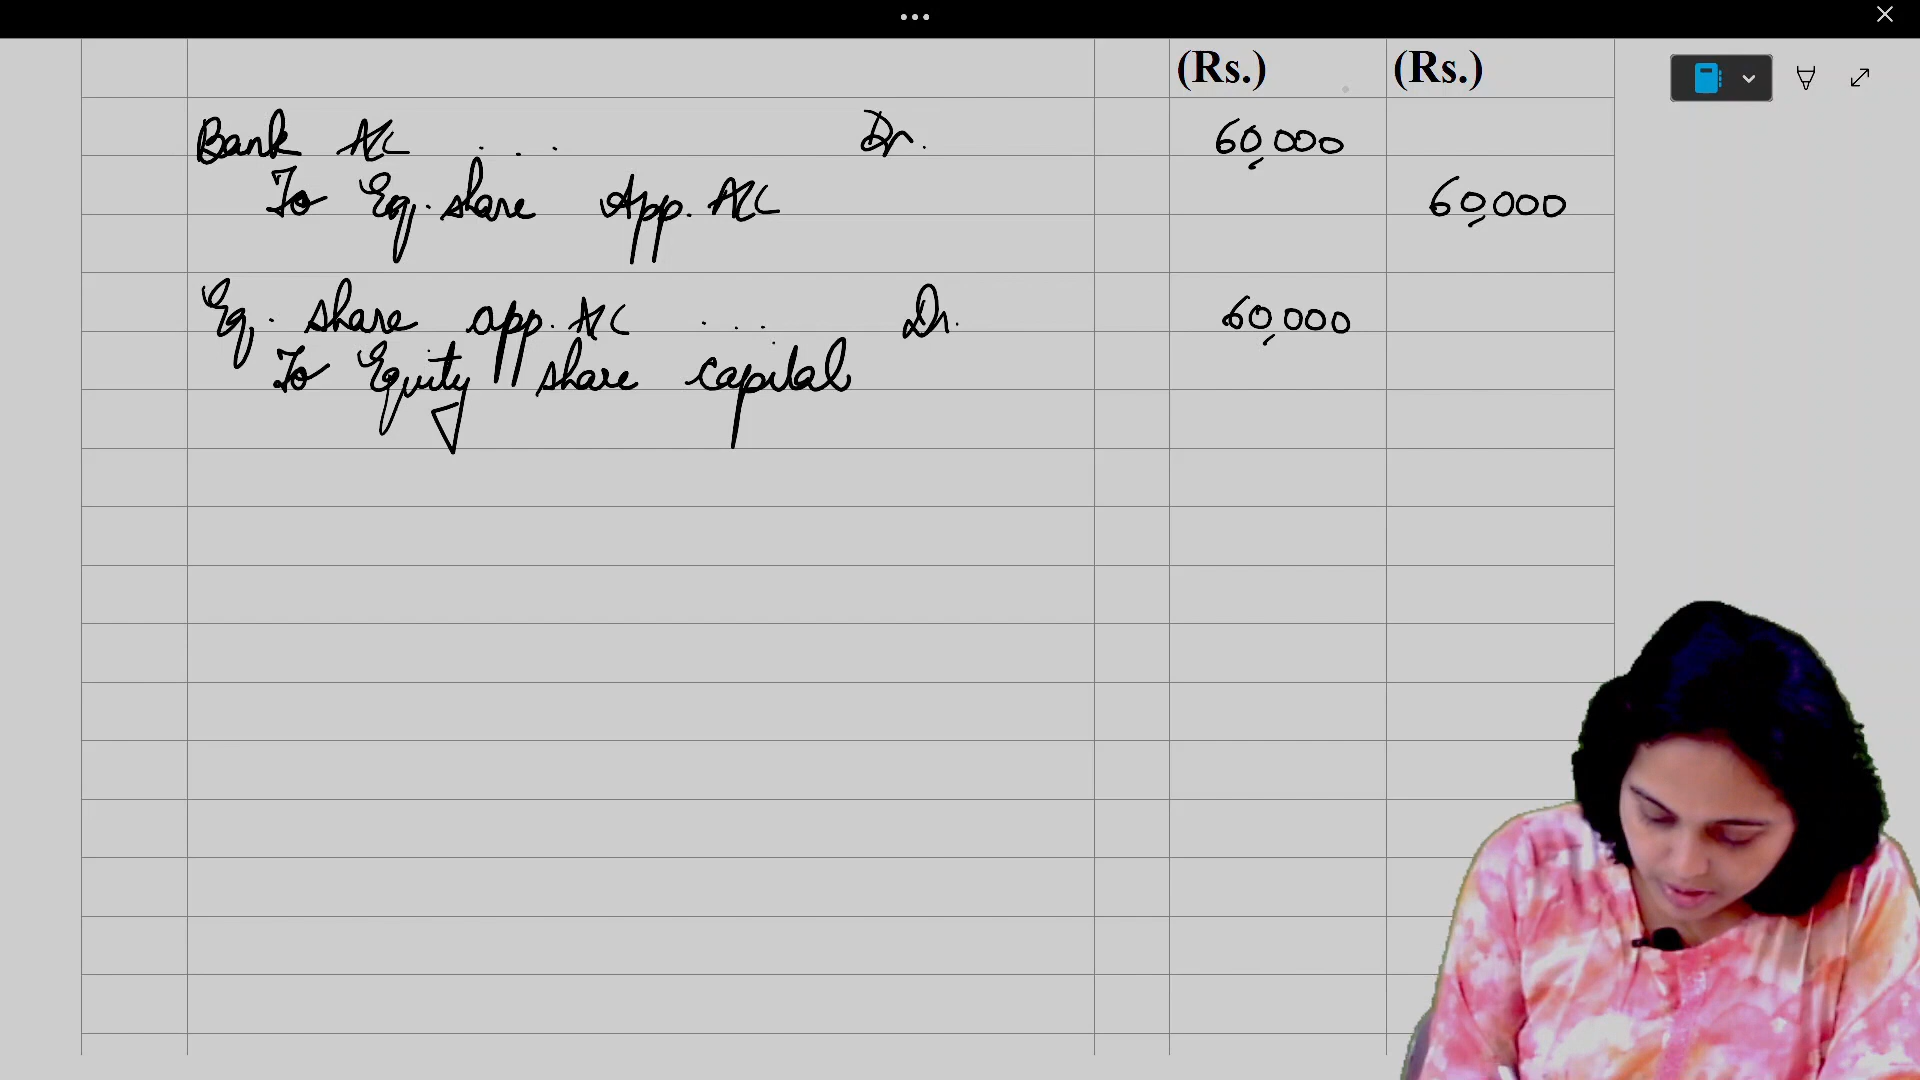 (Rs.) (Rs.)
Bank A/C ... Dr. 60,000
To Eq. share App. A/C 60,000
Eq. share app. A/C ... Dr. 60,000
To Equity share capital